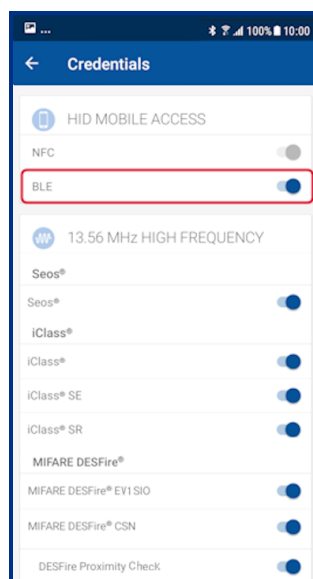 ... 100% 10:00
Credentials
HID MOBILE ACCESS
NFC
BLE
13.56 MHz HIGH FREQUENCY
Seos®
Seos®
iClass®
iClass®
iClass® SE
iClass® SR
MIFARE DESFire®
MIFARE DESFire® EV1 SIO
MIFARE DESFire® CSN
DESFire Proximity Check